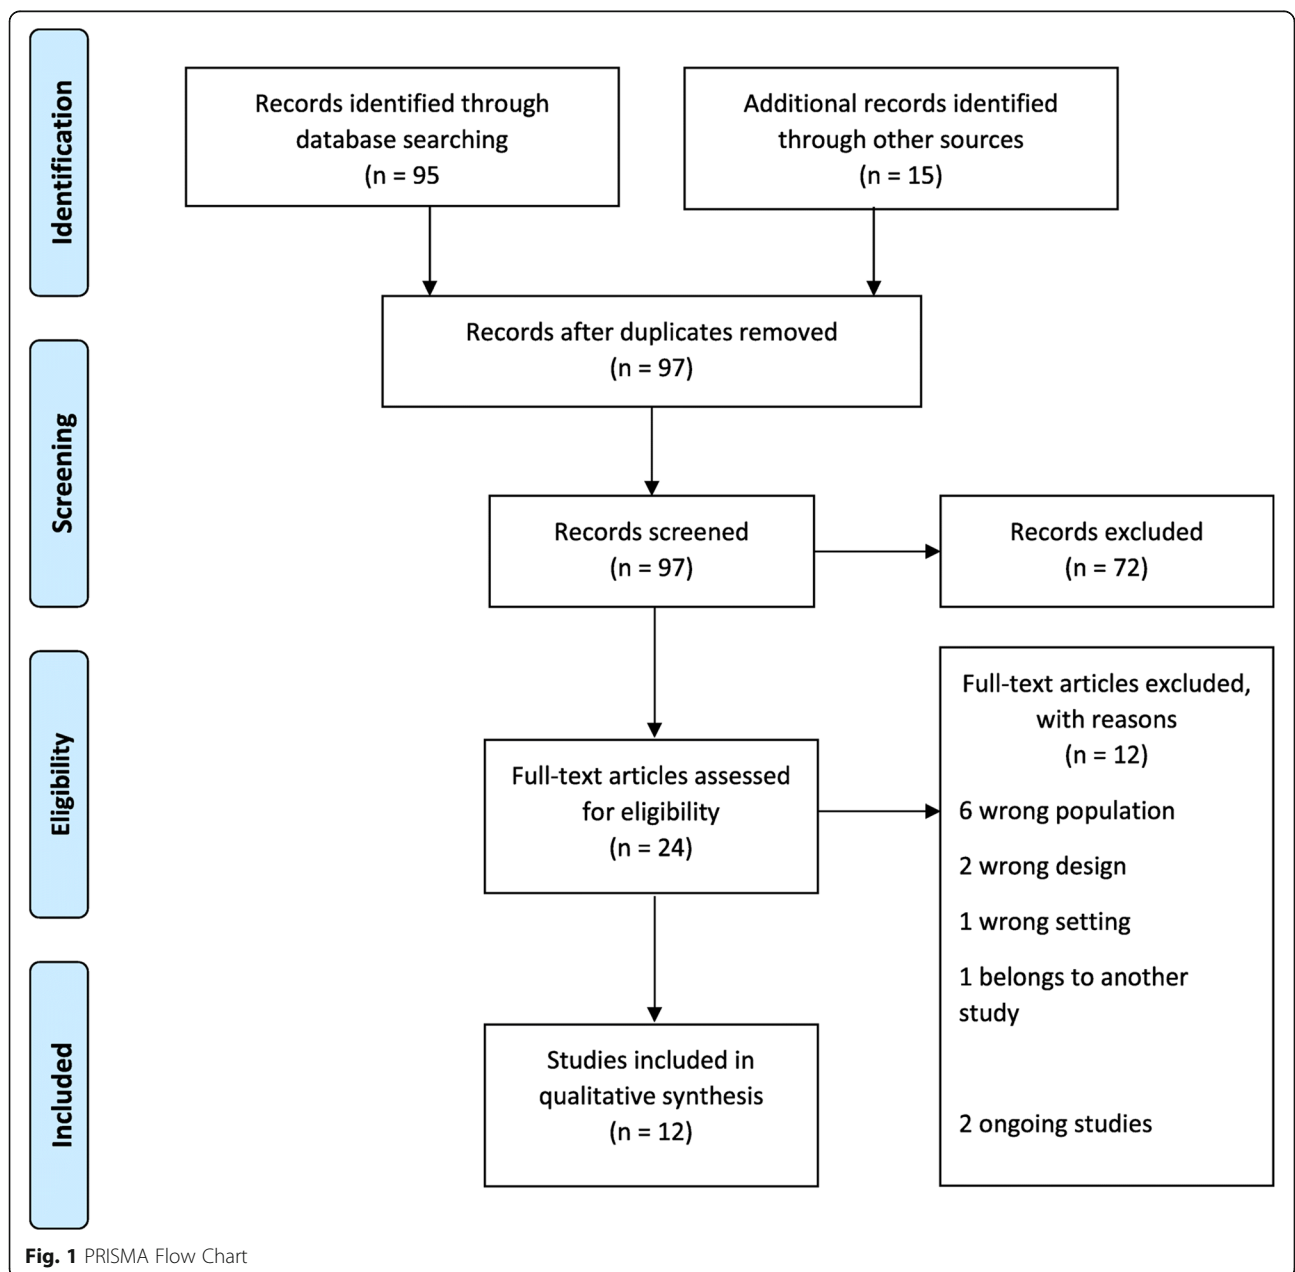 Identification
Records identified through
database searching
(n = 95
Additional records identified
through other sources
(n = 15)
Records after duplicates removed
(n = 97)
Screening
Records screened
(n = 97)
Records excluded
(n = 72)
Eligibility
Full-text articles assessed
for eligibility
(n = 24)
Full-text articles excluded,
with reasons
(n = 12)
6 wrong population
2 wrong design
1 wrong setting
1 belongs to another
study
2 ongoing studies
Included
Studies included in
qualitative synthesis
(n = 12)
Fig. 1 PRISMA Flow Chart